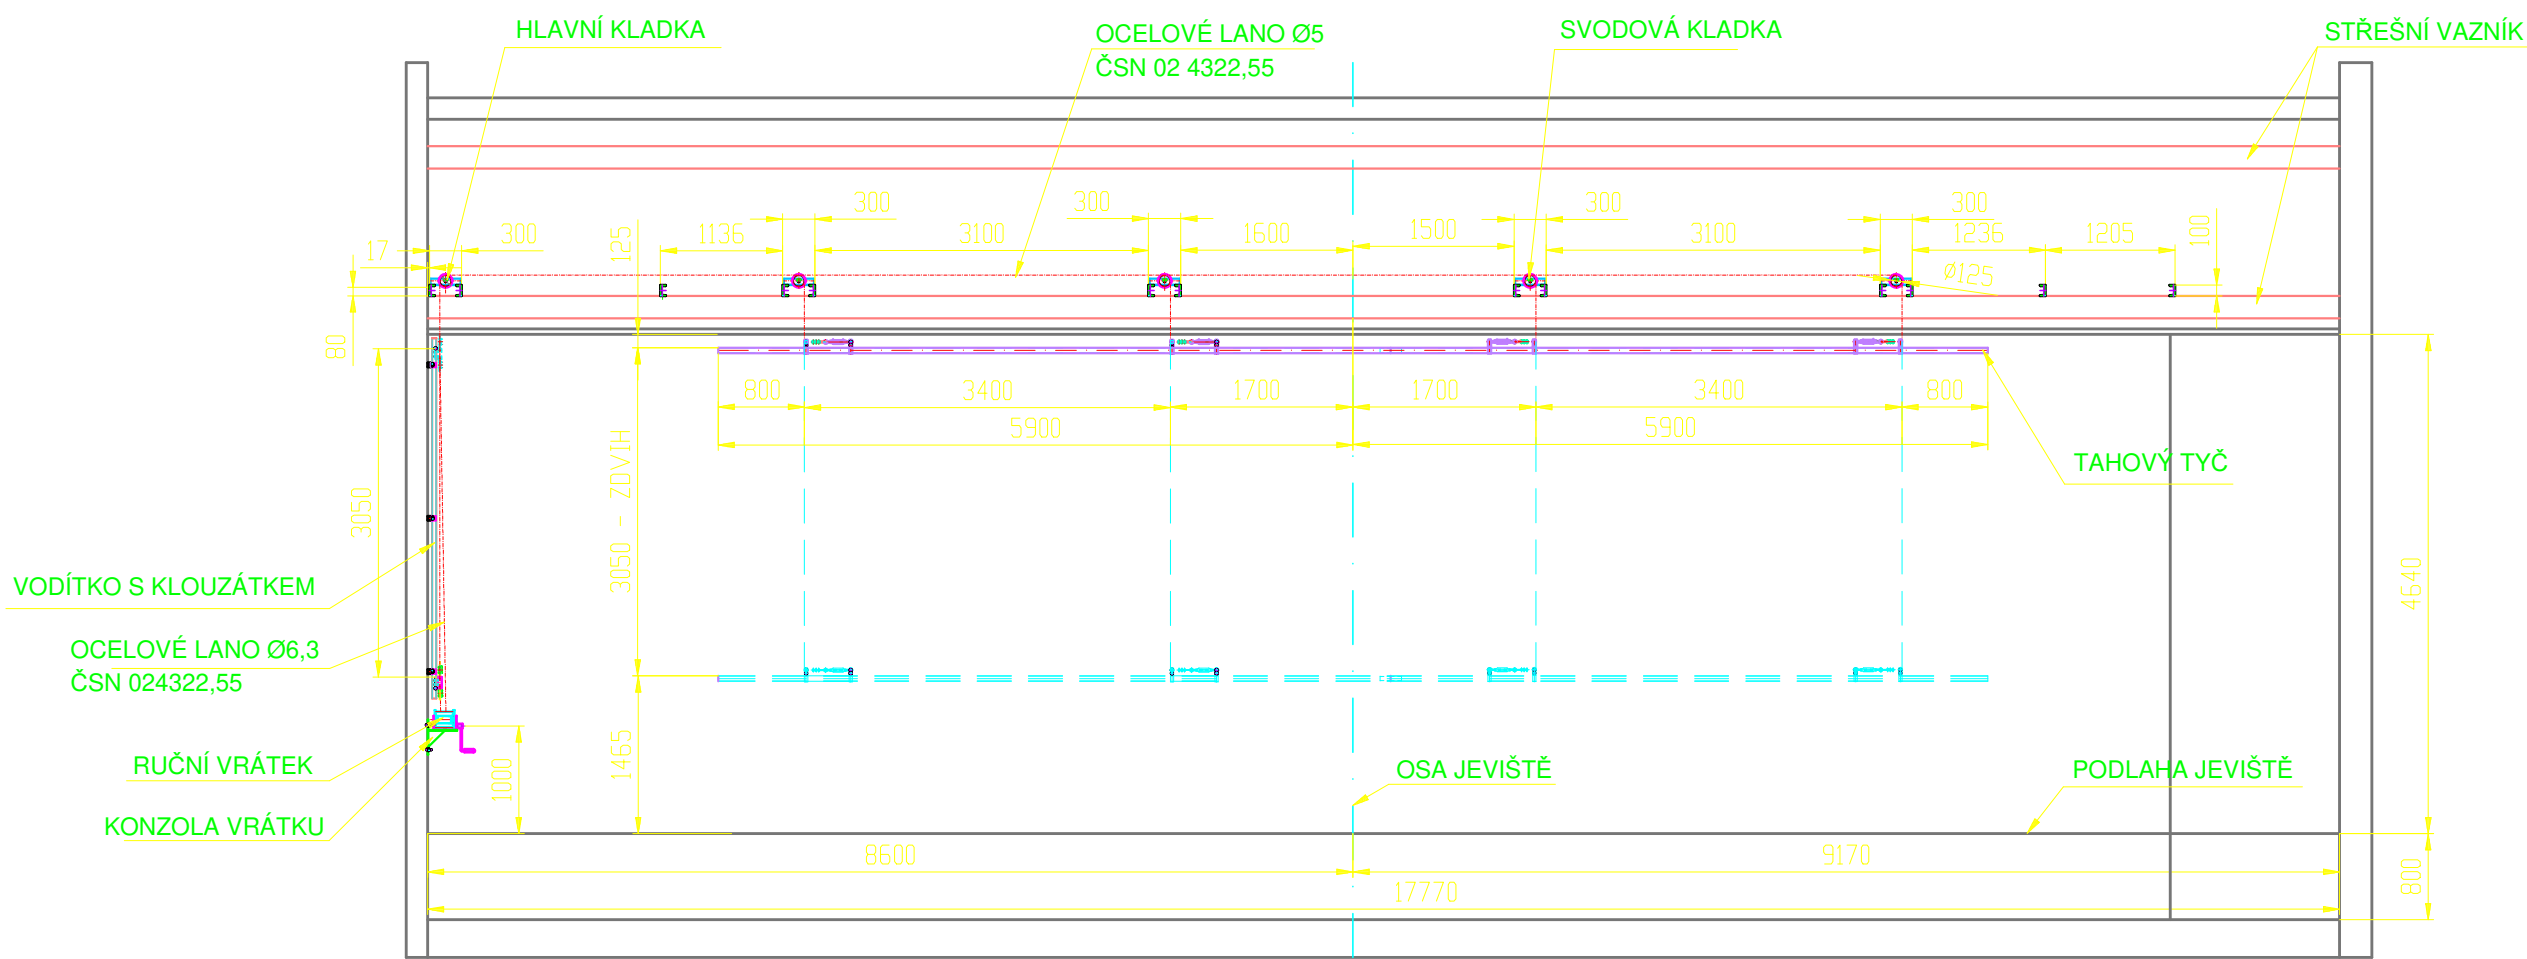 HLAVNÍ KLADKA
OCELOVÉ LANO Ø5
ČSN 02 4322,55
SVODOVÁ KLADKA
STŘEŠNÍ VAZNÍK
300
300
300
300
17
300
1136
125
3100
1600
1500
3100
1236
1205
100
Ø125
80
800
3400
1700
1700
3400
800
5900
5900
TAHOVÝ TYČ
3050
3050 - ZDVIH
4640
VODÍTKO S KLOUZÁTKEM
OCELOVÉ LANO Ø6,3
ČSN 024322,55
RUČNÍ VRÁTEK
1000
1465
OSA JEVIŠTĚ
PODLAHA JEVIŠTĚ
KONZOLA VRÁTKU
8600
9170
800
17770